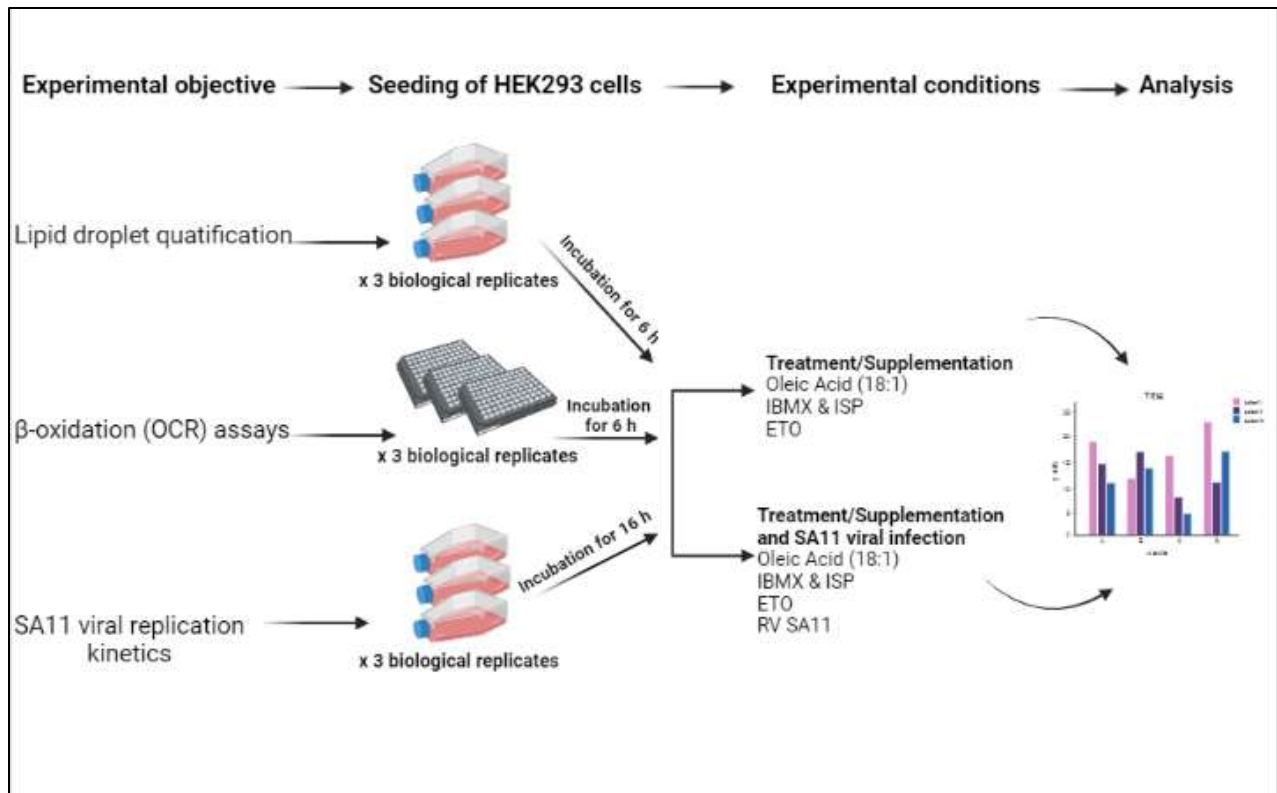 Experimental objective
Seeding of HEK293 cells
Experimental conditions
Analysis
Lipid droplet quatification
x 3 biological replicates
Incubation for 6 h
β-oxidation (OCR) assays
x 3 biological replicates
Incubation
for 6 h
SA11 viral replication
kinetics
x 3 biological replicates
Incubation for 16 h
Treatment/Supplementation
Oleic Acid (18:1)
IBMX & ISP
ETO
Treatment/Supplementation
and SA11 viral infection
Oleic Acid (18:1)
IBMX & ISP
ETO
RV SA11